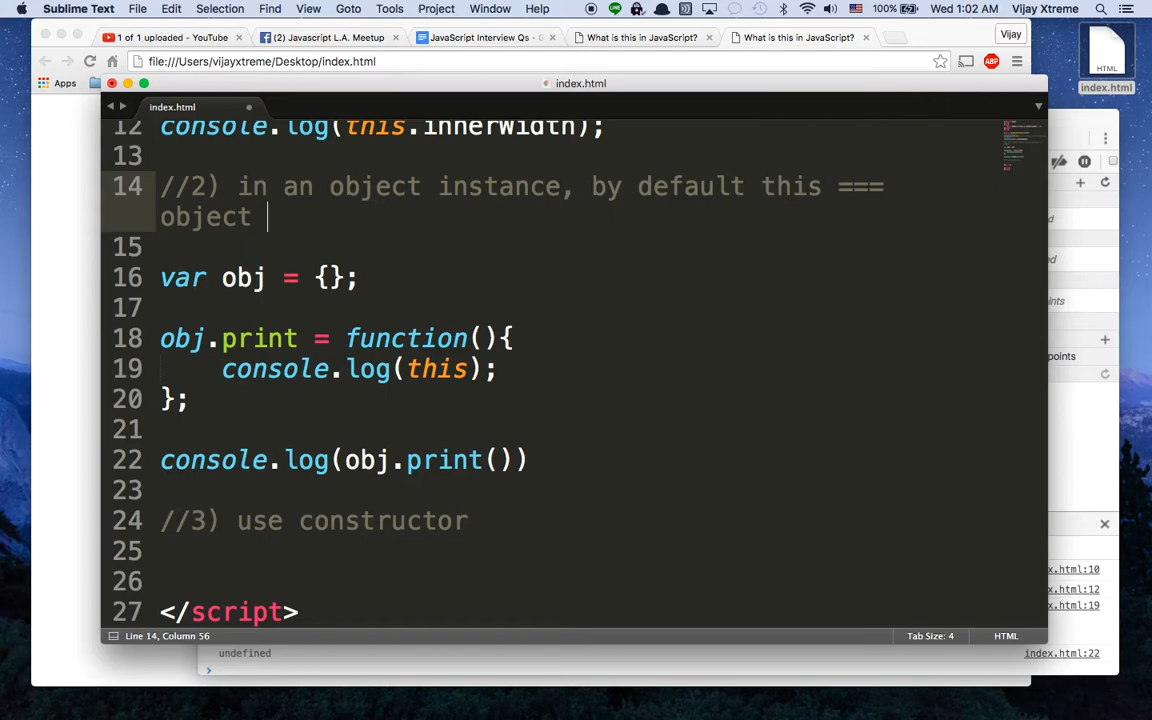 Sublime Text File Edit Selection Find View Goto Tools Project Window Help 100% Wed 1:02 AM Vijay Xtreme
1 of 1 uploaded - YouTube (2) Javascript L.A. Meetup JavaScript Interview Qs - G What is this in JavaScript? What is this in JavaScript? Vijay
file:///Users/vijayxtreme/Desktop/index.html ABP
Apps
HTML
index.html
index.html
index.html
12 console.log(this.innerWidth);
13
14 //2) in an object instance, by default this ===
object
15
16 var obj = {};
17
18 obj.print = function(){
19 console.log(this);
20 };
21
22 console.log(obj.print())
23
24 //3) use constructor
25
26
27 </script>
Line 14, Column 56 Tab Size: 4 HTML
points
x.html:10
x.html:12
x.html:19
undefined index.html:22
>